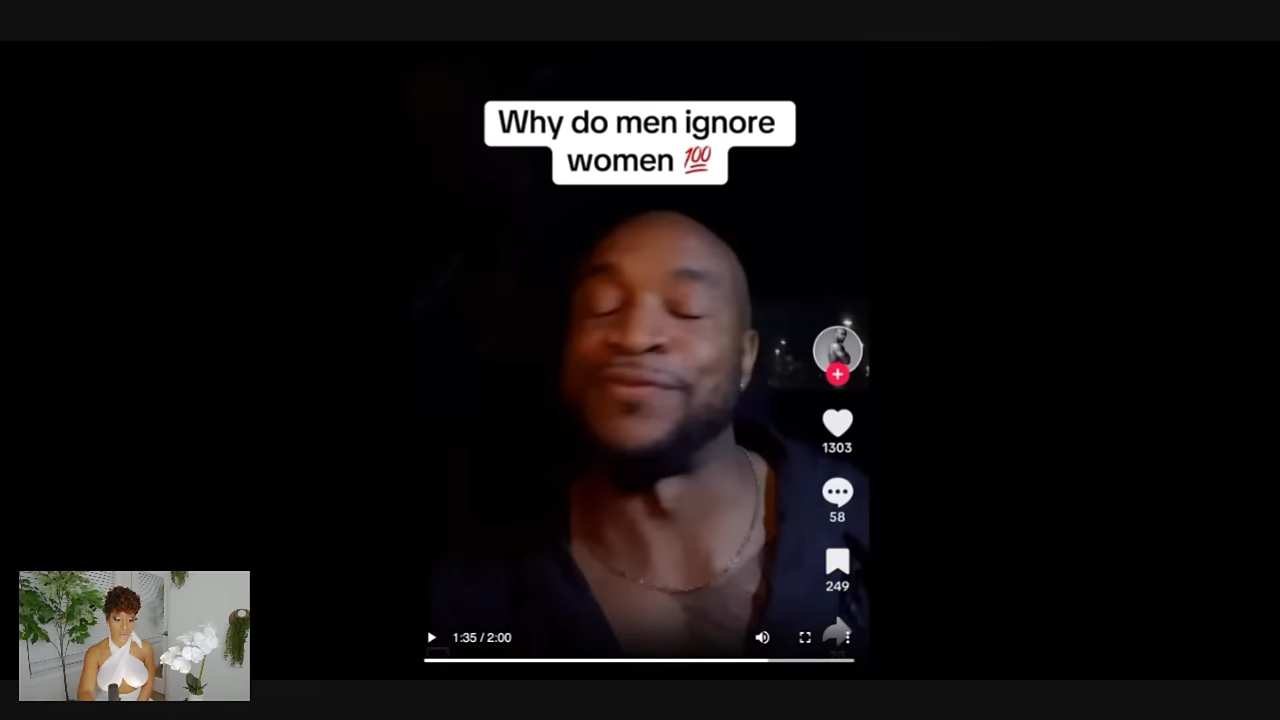 Why do men ignore
women 💯
1303
58
249
1:35 / 2:00